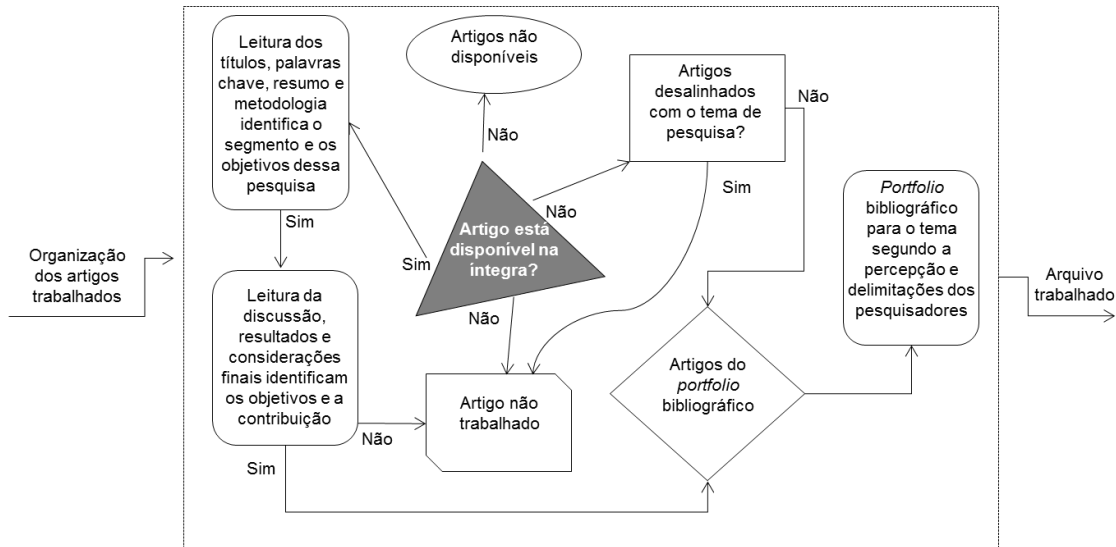 Organização
dos artigos
trabalhados
Leitura dos
títulos, palavras
chave, resumo e
metodologia
identifica o
segmento e os
objetivos dessa
pesquisa
Sim
Leitura da
discussão,
resultados e
considerações
finais identificam
os objetivos e a
contribuição
Não
Sim
Artigos não
disponíveis
Não
Artigo está
disponível na
íntegra?
Sim
Não
Não
Artigo não
trabalhado
Artigos
desalinhados
com o tema de
pesquisa?
Não
Sim
Artigos do
portfolio
bibliográfico
Portfolio
bibliográfico
para o tema
segundo a
percepção e
delimitações dos
pesquisadores
Arquivo
trabalhado